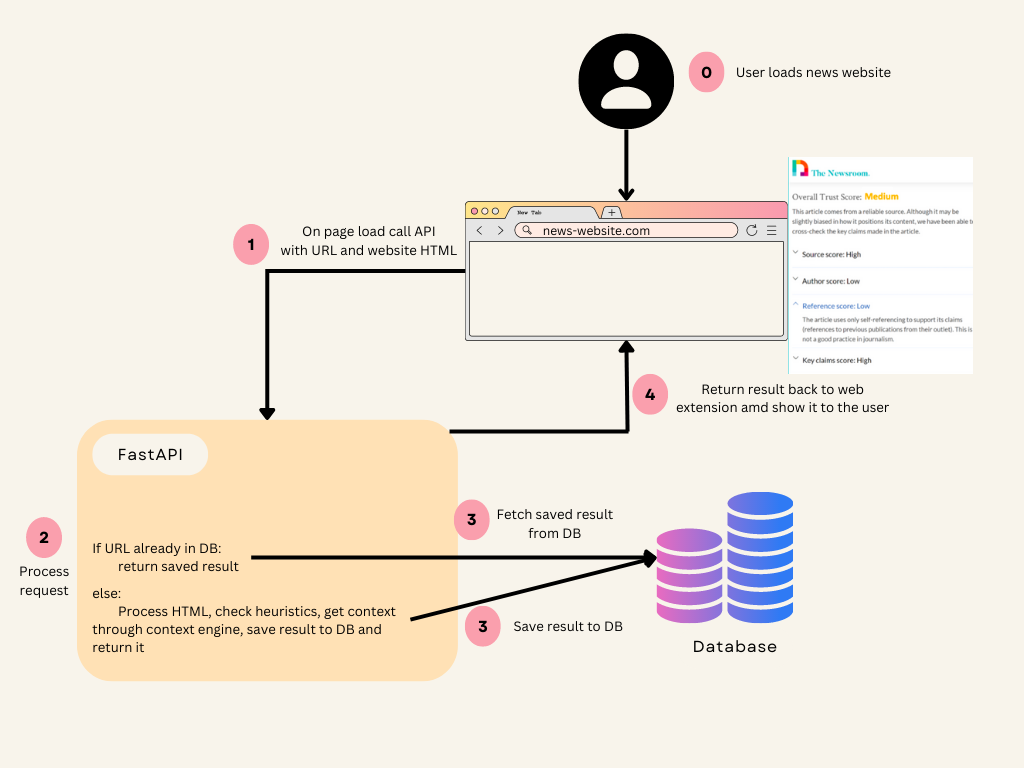 0
User loads news website
The Newsroom.
Overall Trust Score: Medium
This article comes from a reliable source. Although it may be
slightly biased in how it positions its content, we have been able t
cross-check the key claims made in the article.
Source score: High
Author score: Low
Reference score: Low
The article uses only self-referencing to support its claims
(references to previous publications from their outlet). This is
not a good practice in journalism.
Key claims score: High
New Tab
news-website.com
1
On page load call API
with URL and website HTML
4
Return result back to web
extension amd show it to the user
FastAPI
2
Process
request
If URL already in DB:
return saved result
else:
Process HTML, check heuristics, get context
through context engine, save result to DB and
return it
3
Fetch saved result
from DB
3
Save result to DB
Database